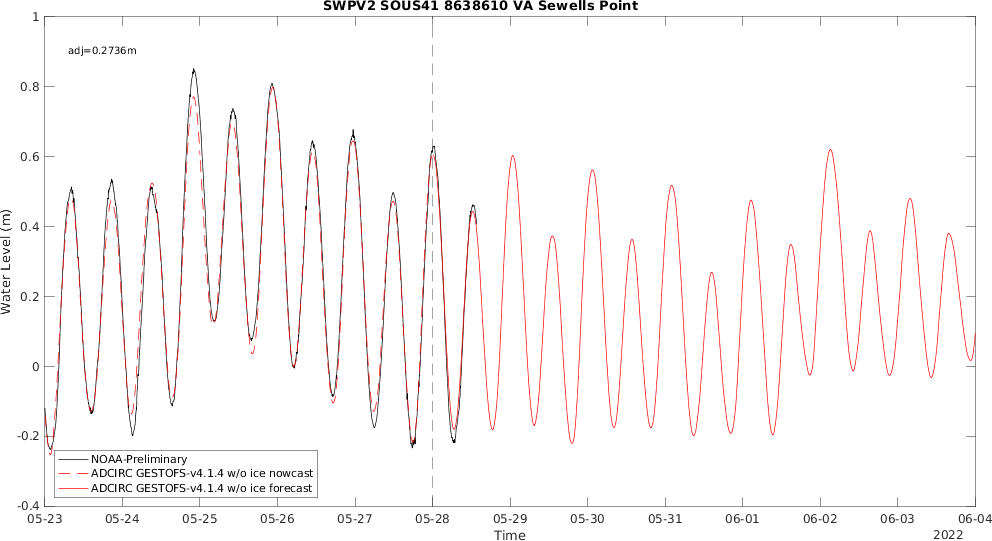 SWPV2 SOUS41 8638610 VA Sewells Point
adj=0.2736m
1
0.8
0.6
0.4
0.2
0
-0.2
-0.4
Water Level (m)
NOAA-Preliminary
ADCIRC GESTOFS-v4.1.4 w/o ice nowcast
ADCIRC GESTOFS-v4.1.4 w/o ice forecast
05-23 05-24 05-25 05-26 05-27 05-28 05-29 05-30 05-31 06-01 06-02 06-03 06-04
Time
2022